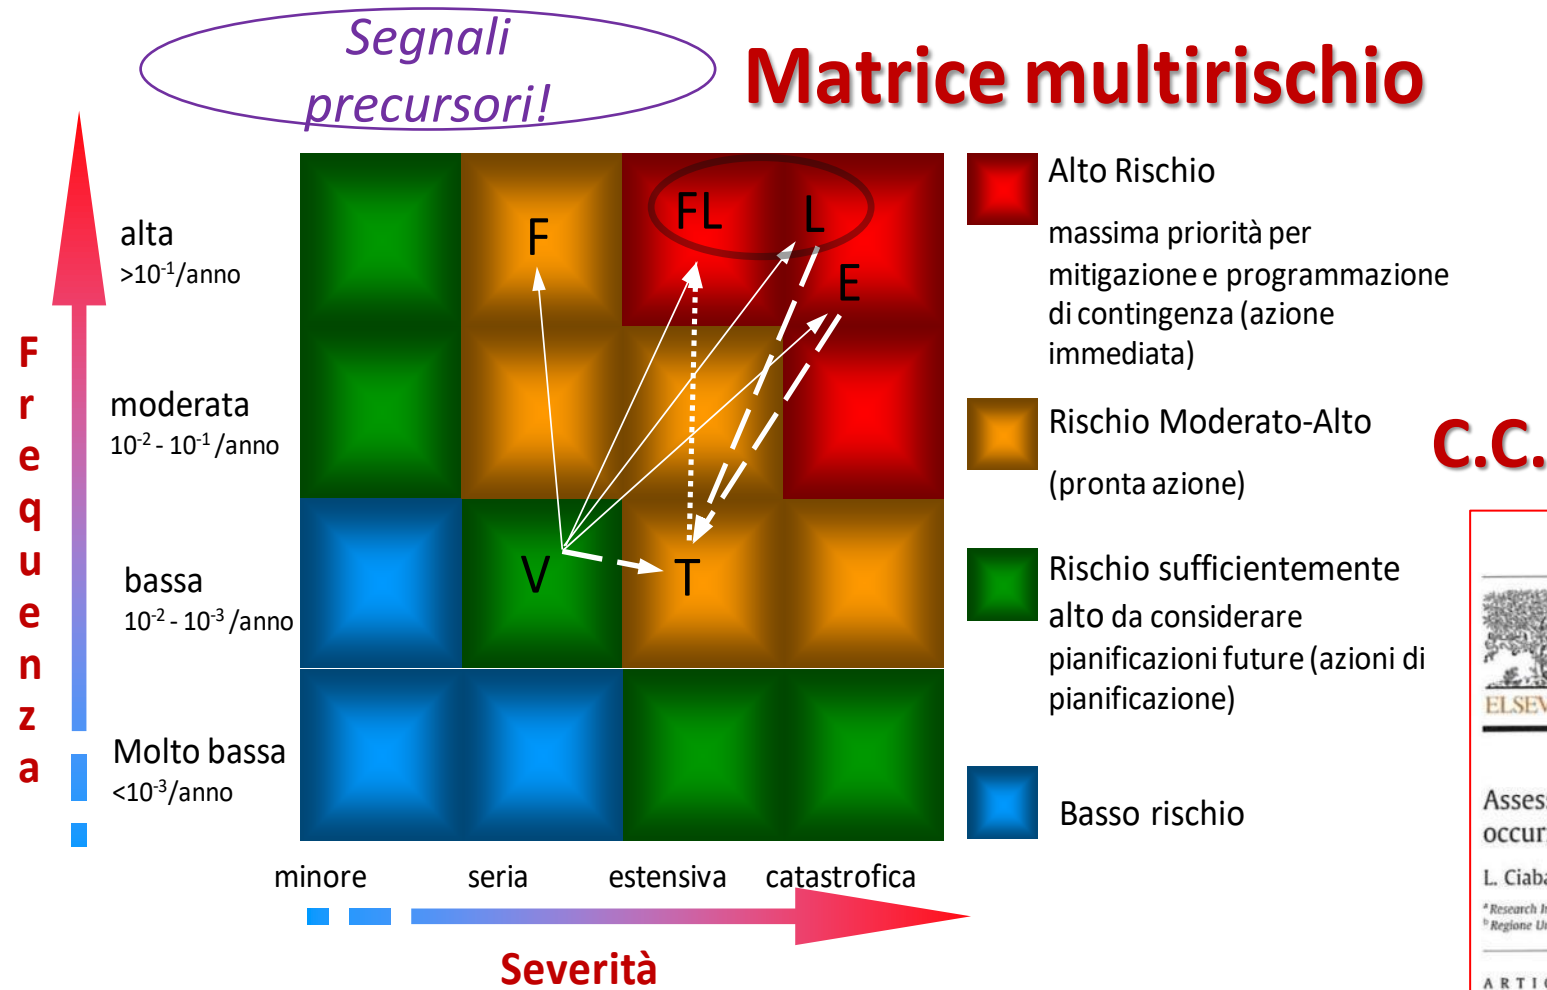 Segnali
precursori!
Matrice multirischio
Frequenza
alta
>10-1/anno
moderata
10-2 - 10-1 /anno
bassa
10-2 - 10-3 /anno
Molto bassa
<10-3/anno
F
FL
L
E
V
T
minore seria estensiva catastrofica
Severità
Alto Rischio
massima priorità per
mitigazione e programmazione
di contingenza (azione
immediata)
Rischio Moderato-Alto
(pronta azione)
Rischio sufficientemente
alto da considerare
pianificazioni future (azioni di
pianificazione)
Basso rischio
C.C.
L.